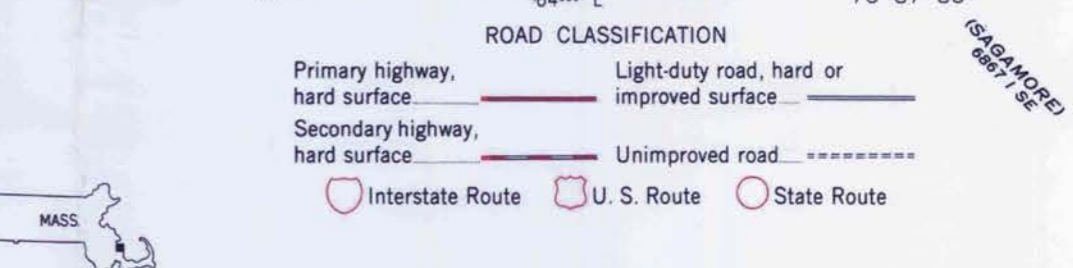 ROAD CLASSIFICATION
Primary highway,
hard surface
Light-duty road, hard or
improved surface
Secondary highway,
hard surface
Unimproved road
Interstate Route
U. S. Route
State Route
(SAGAMORE)
6867 I SE
MASS.